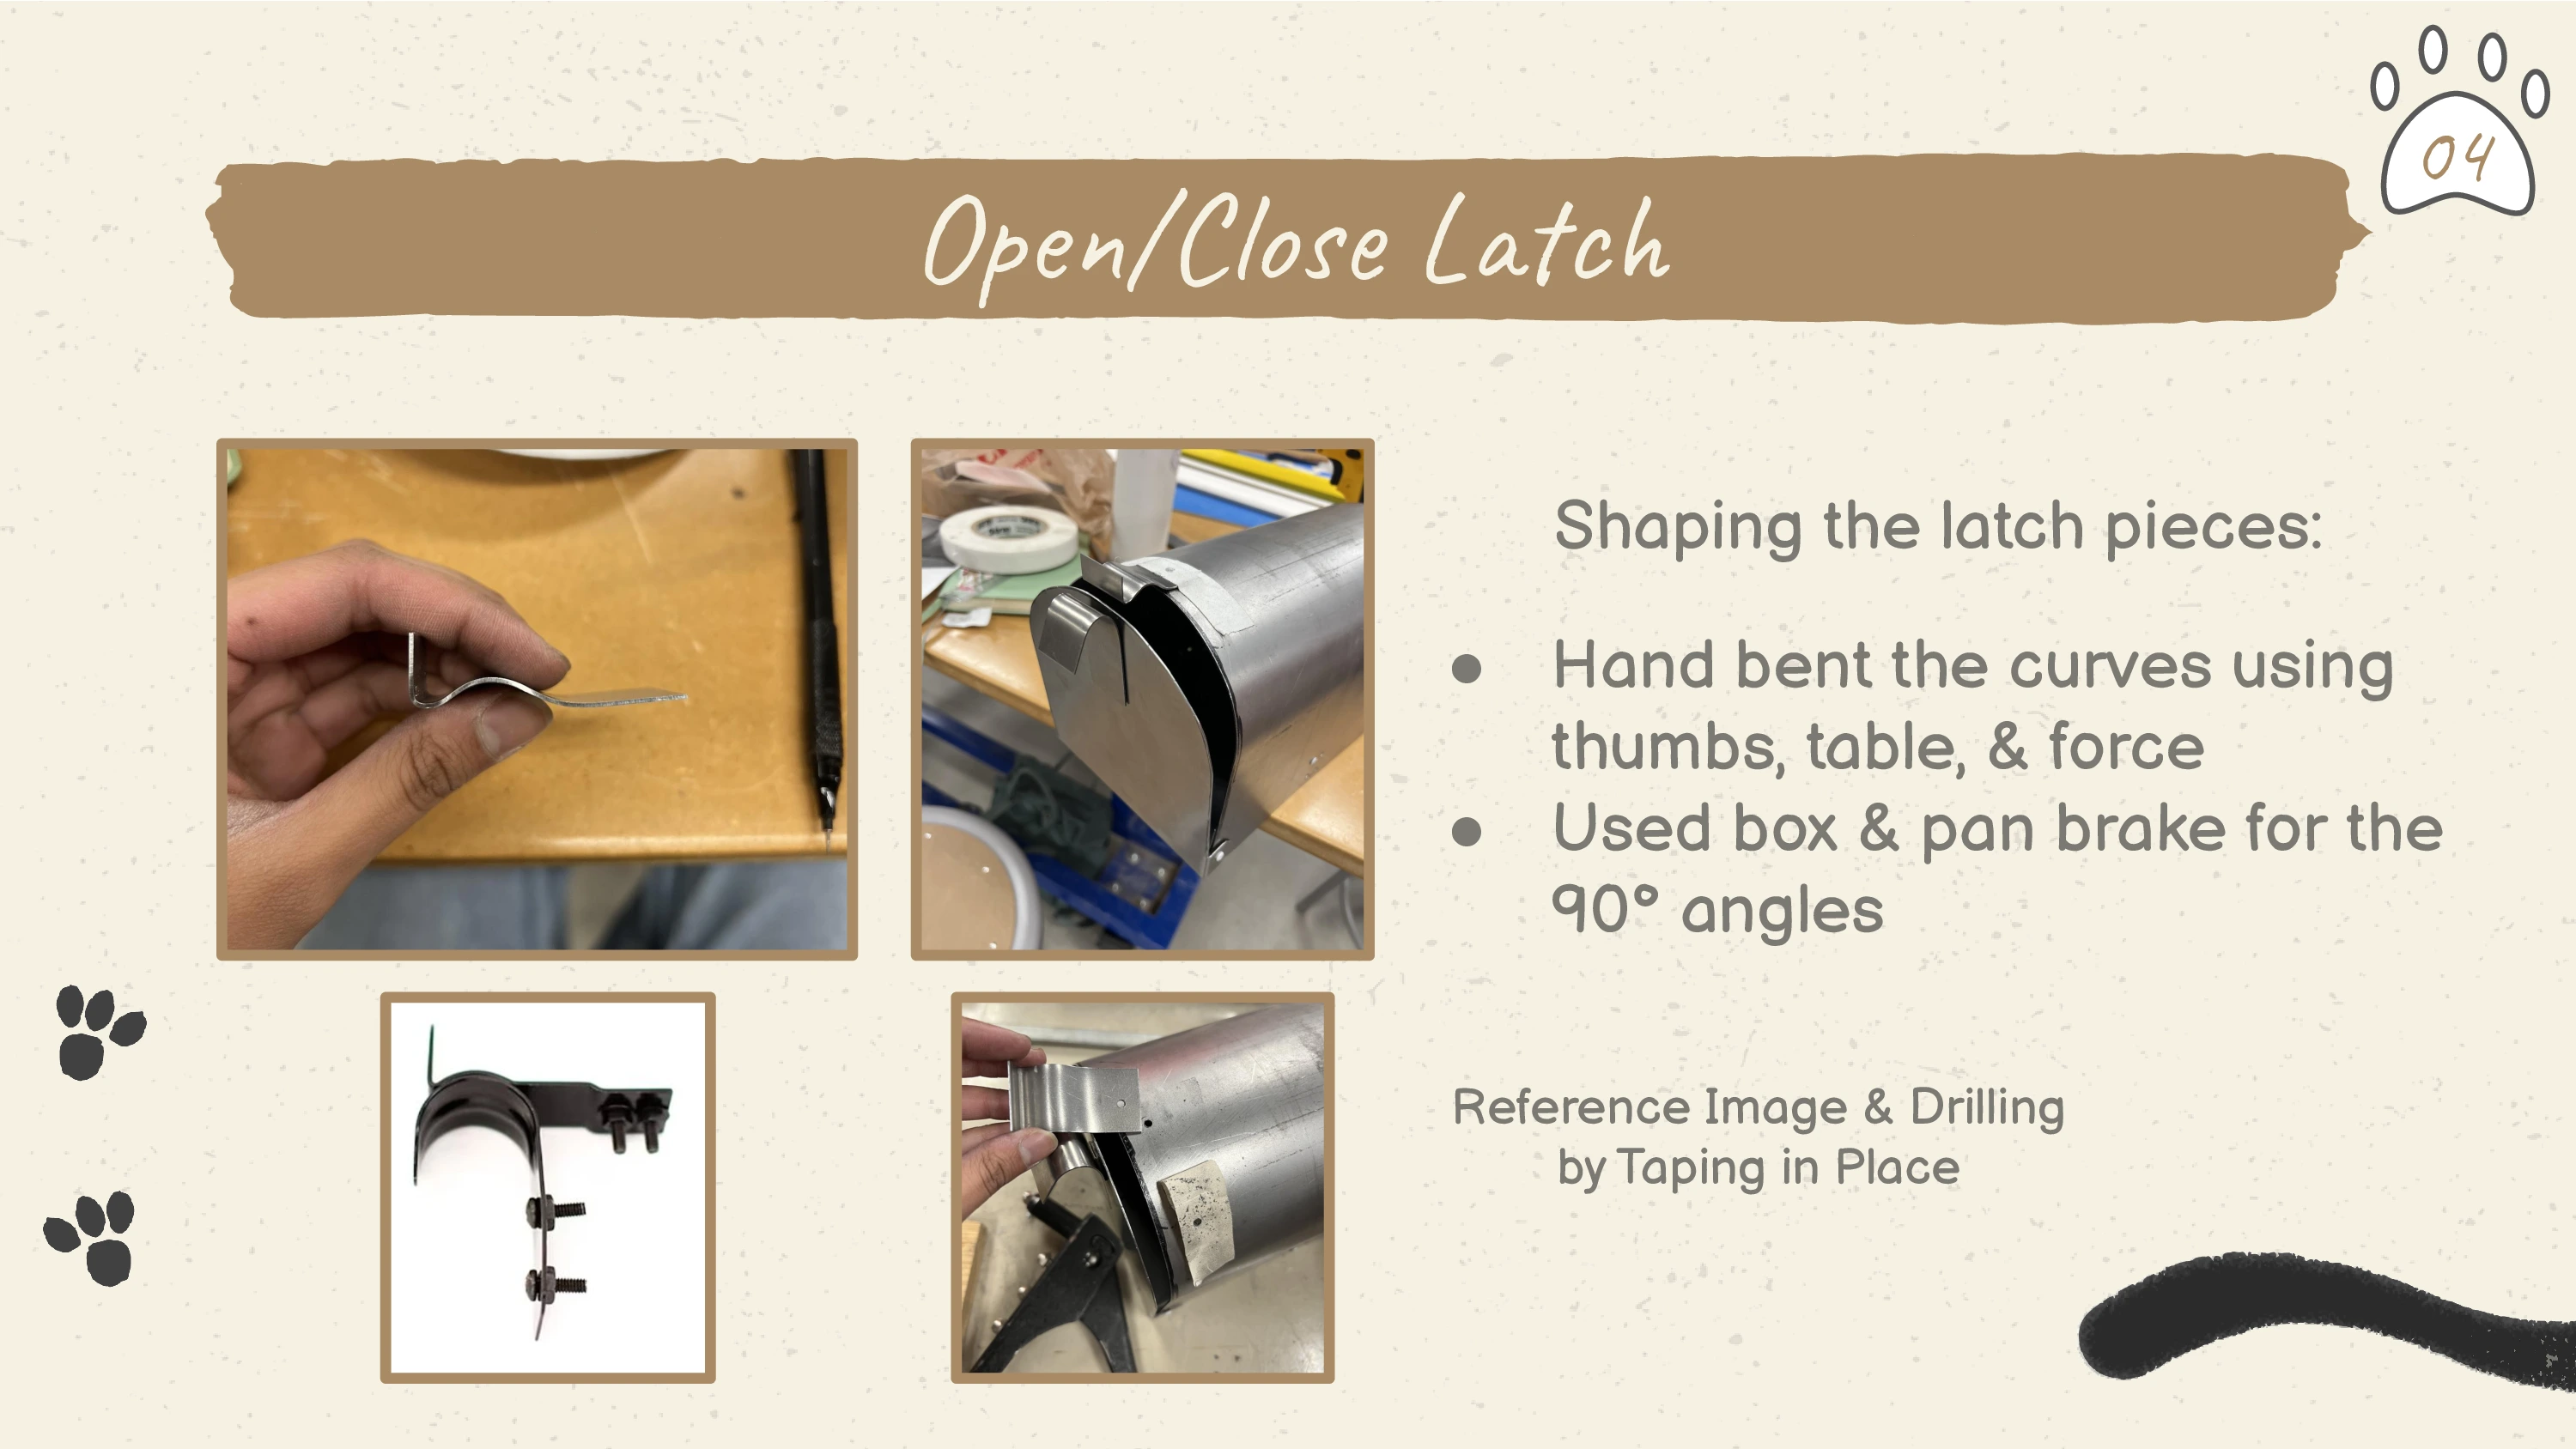 04
Open/Close Latch
Shaping the latch pieces:
● Hand bent the curves using
thumbs, table, & force
● Used box & pan brake for the
90° angles
Reference Image & Drilling
by Taping in Place